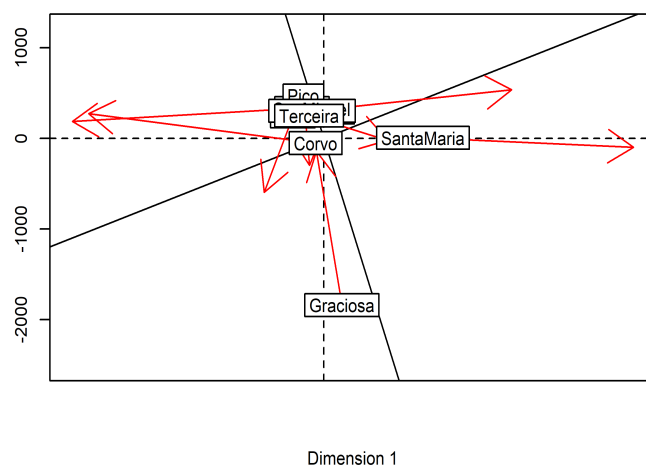 1000
0
-1000
-2000
Pico
Terceira
Corvo
SantaMaria
Graciosa
Dimension 1